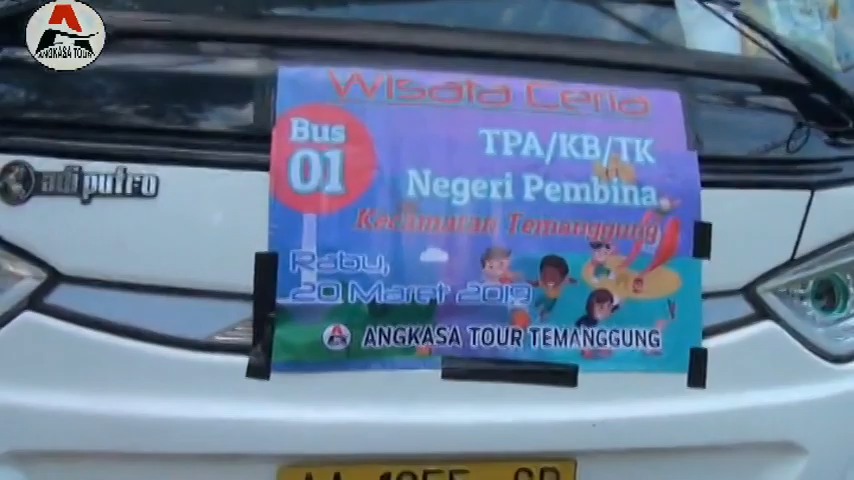 ANGKASA TOUR
adiputro
Wisata Ceria
Bus
01
TPA/KB/TK
Negeri Pembina
Kecamatan Temanggung
Rabu,
20 Maret 2019
ANGKASA TOUR TEMANGGUNG